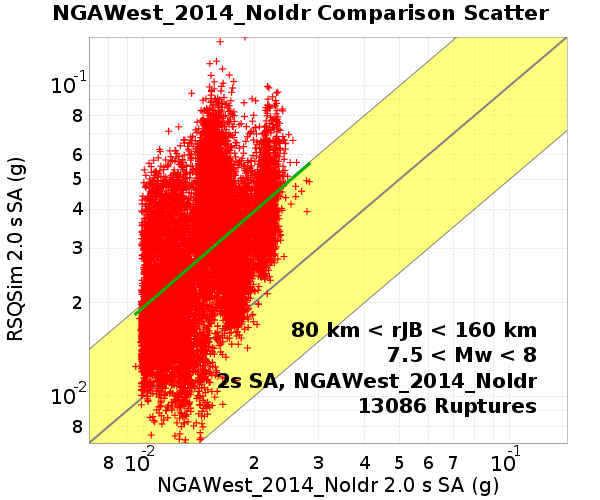 NGAWest_2014_NoIdr Comparison Scatter
RSQSim 2.0 s SA (g)
10-1
8
6
5
4
3
2
10-2
8
80 km < rJB < 160 km
7.5 < Mw < 8
2s SA, NGAWest_2014_NoIdr
13086 Ruptures
8 10-2 2 3 4 5 6 7 8 10-1
NGAWest_2014_NoIdr 2.0 s SA (g)